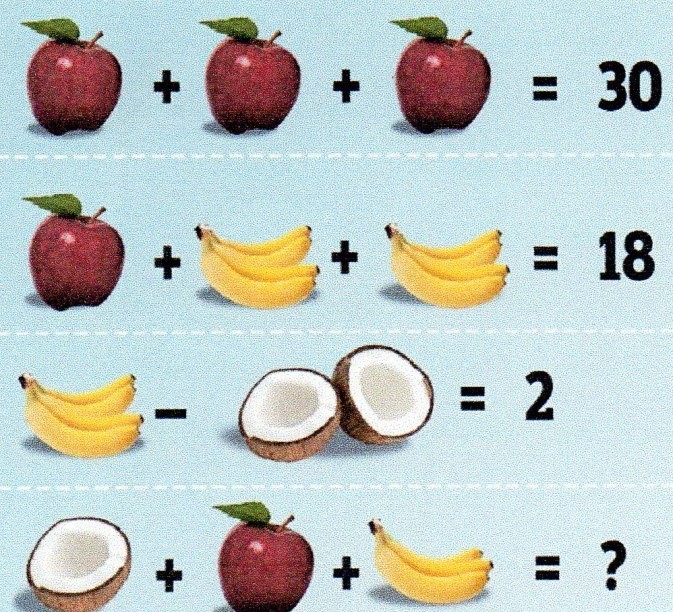 + + = 30
+ + = 18
- = 2
+ + = ?